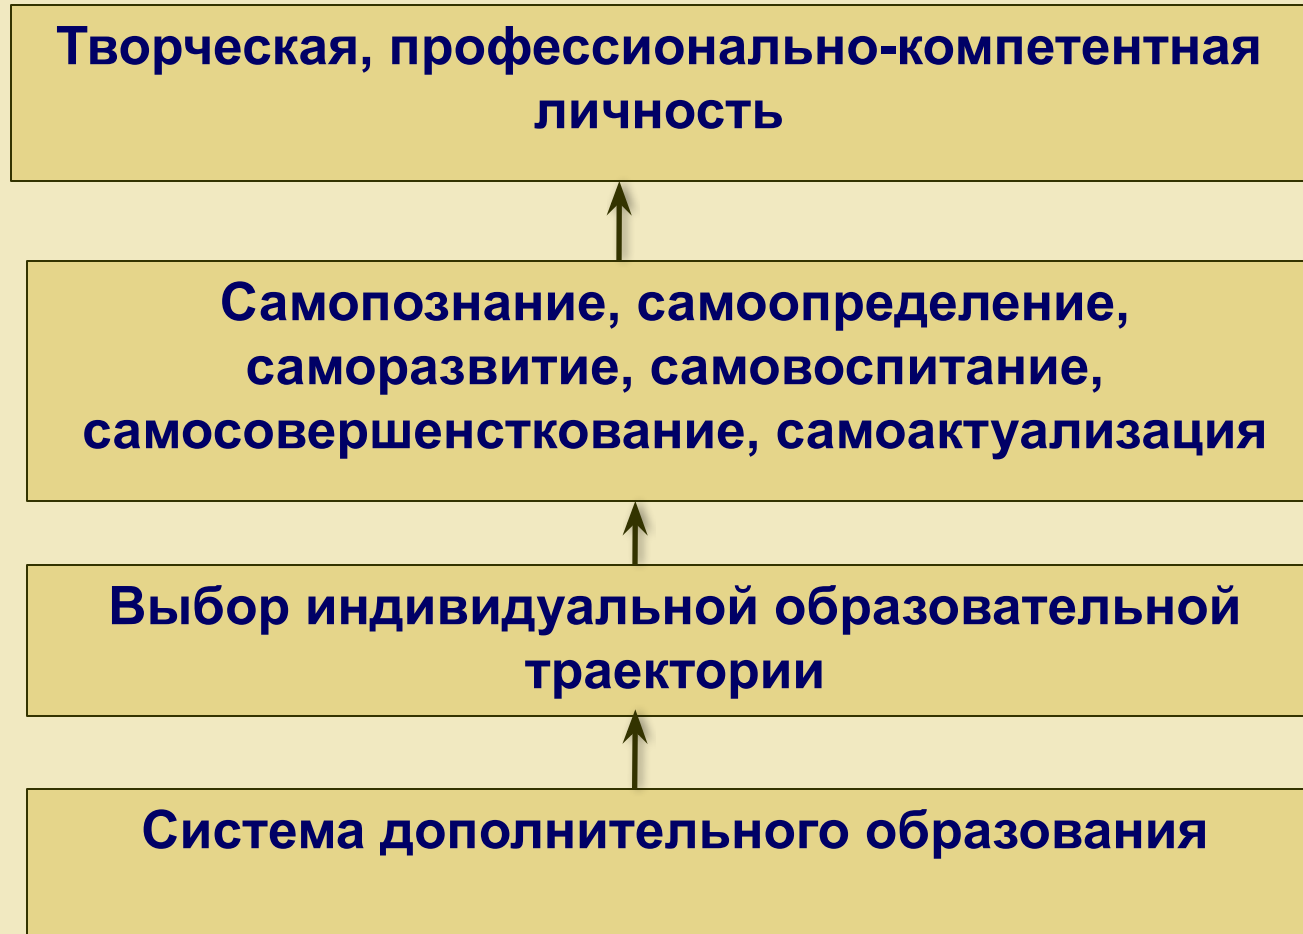 Творческая, профессионально-компетентная
личность
Самопознание, самоопределение,
саморазвитие, самовоспитание,
самосовершенсткование, самоактуализация
Выбор индивидуальной образовательной
траектории
Система дополнительного образования